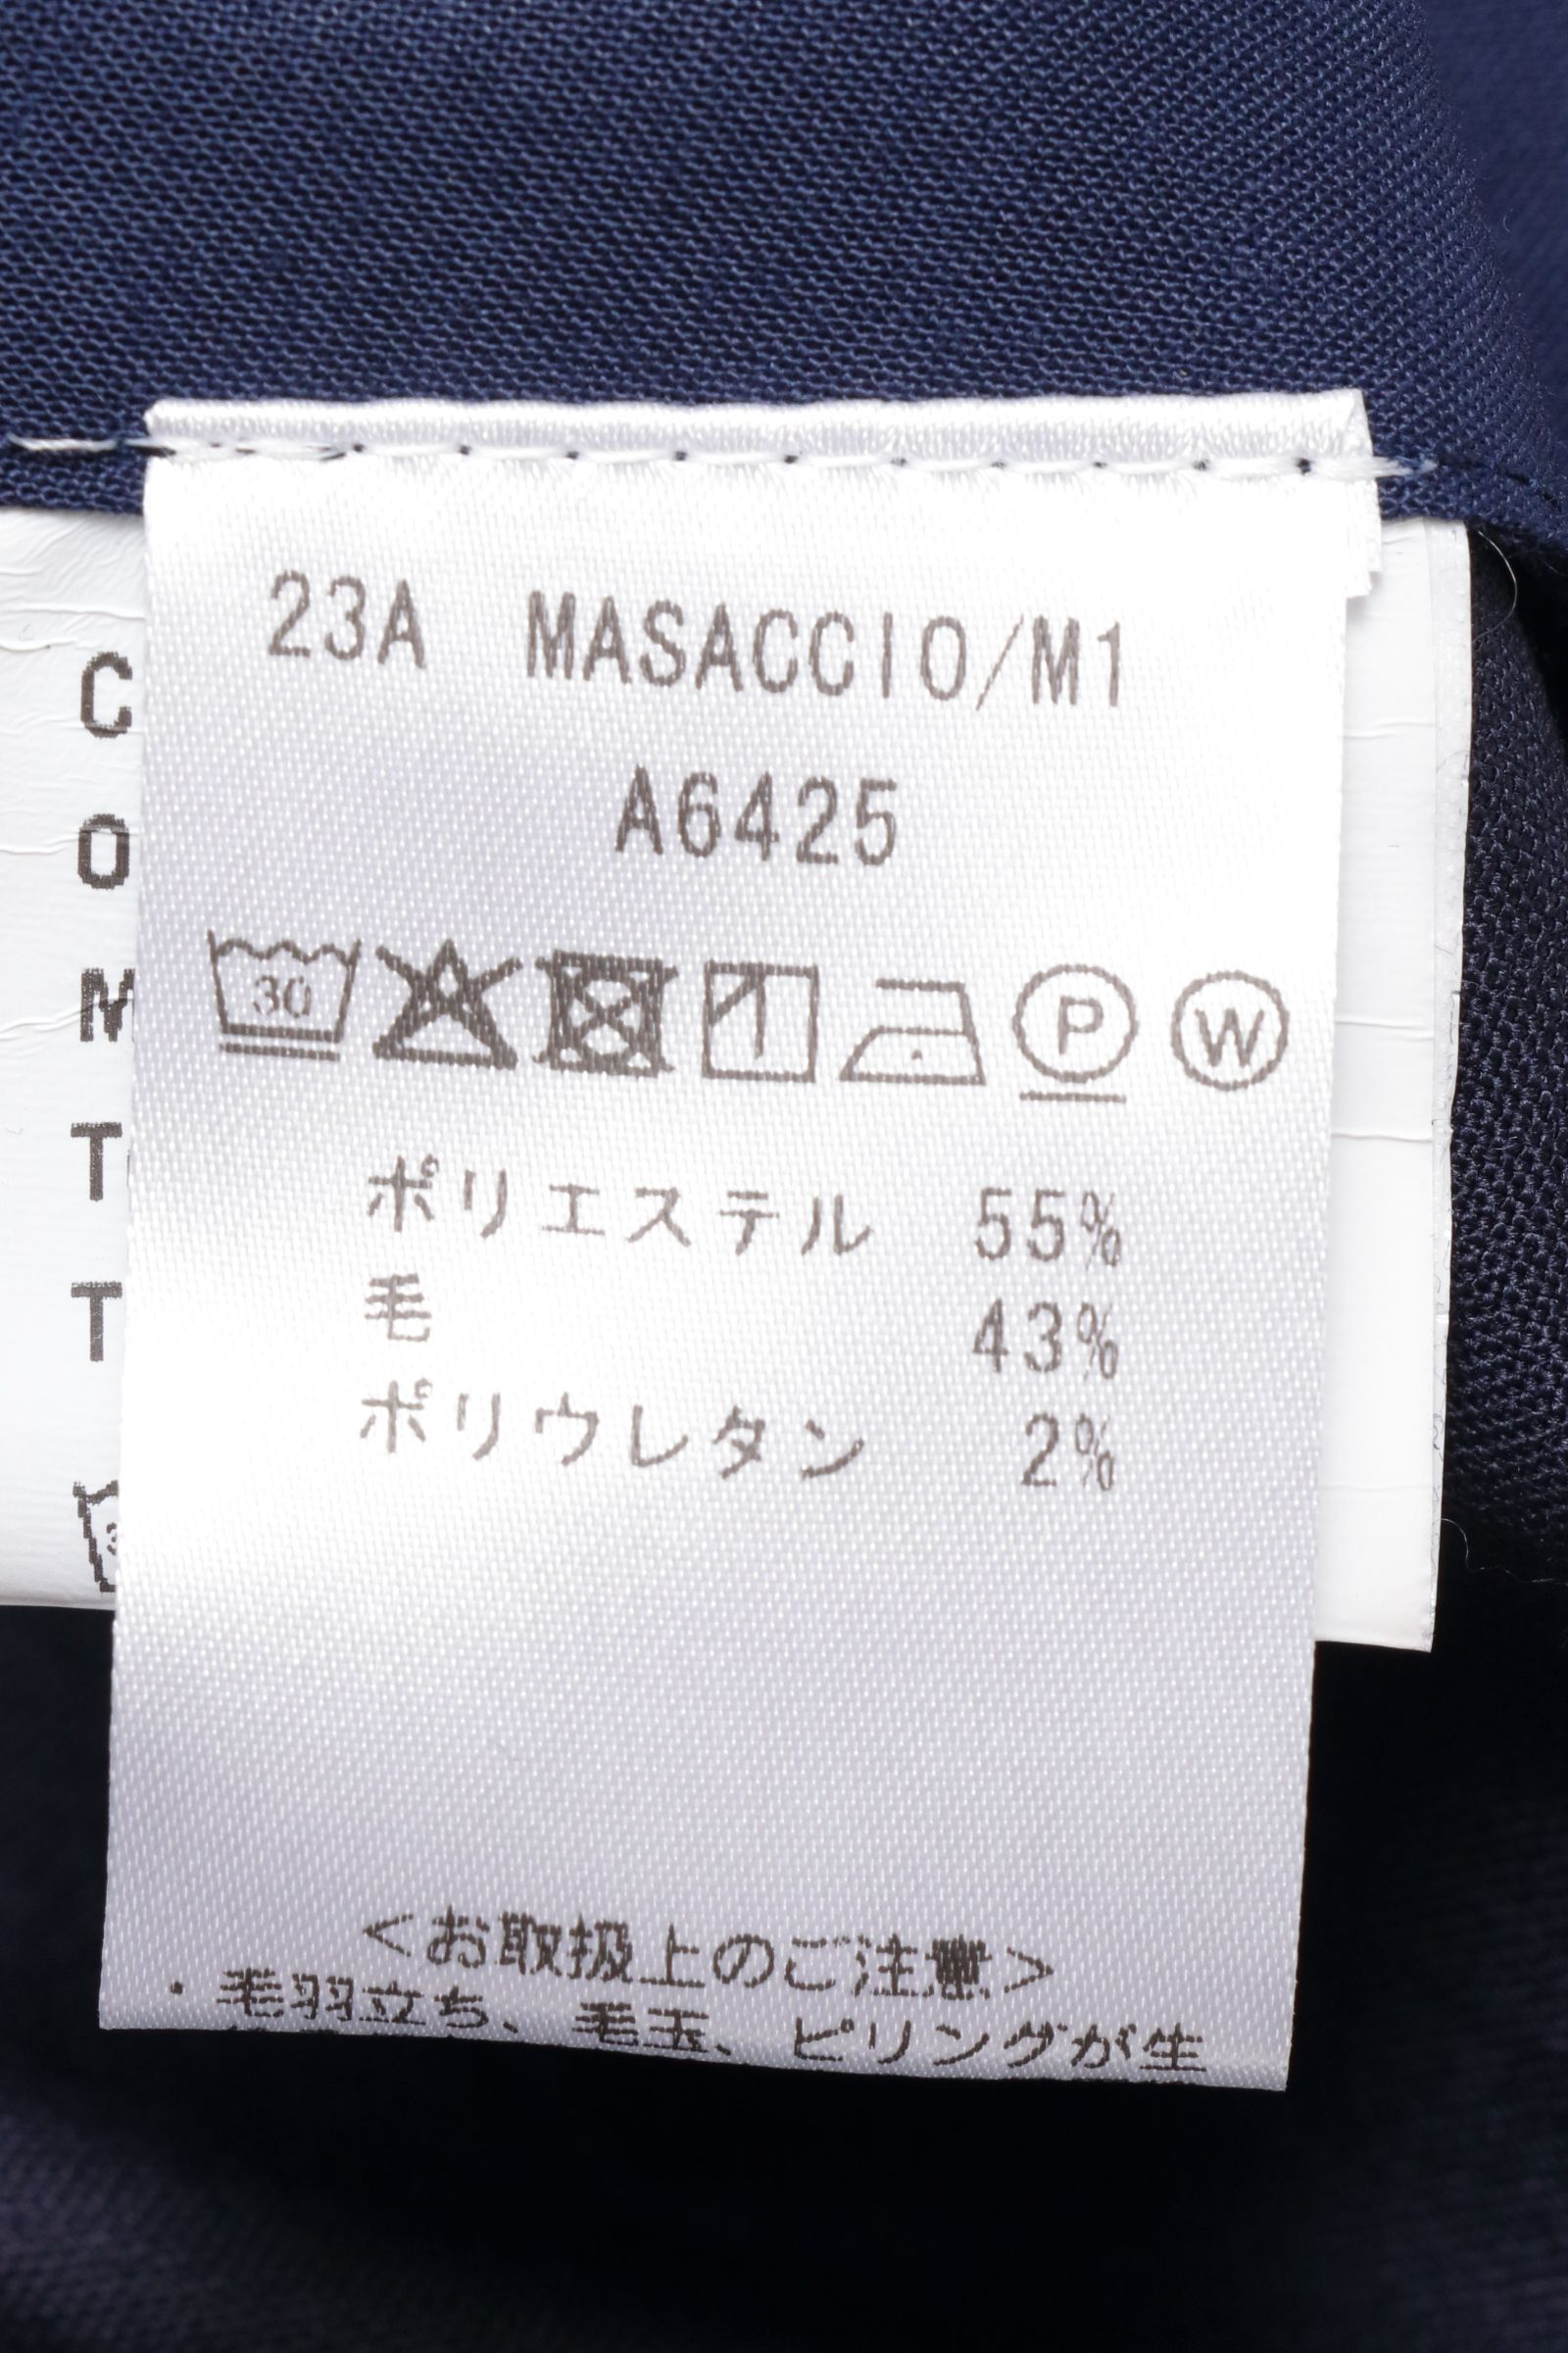 23A MASACCIO/M1
A6425
30
P
W
ポリエステル 55%
毛 43%
ポリウレタン 2%
<お取扱上のご注意>
・毛羽立ち、毛玉、ピリングが生
C
O
M
T
T